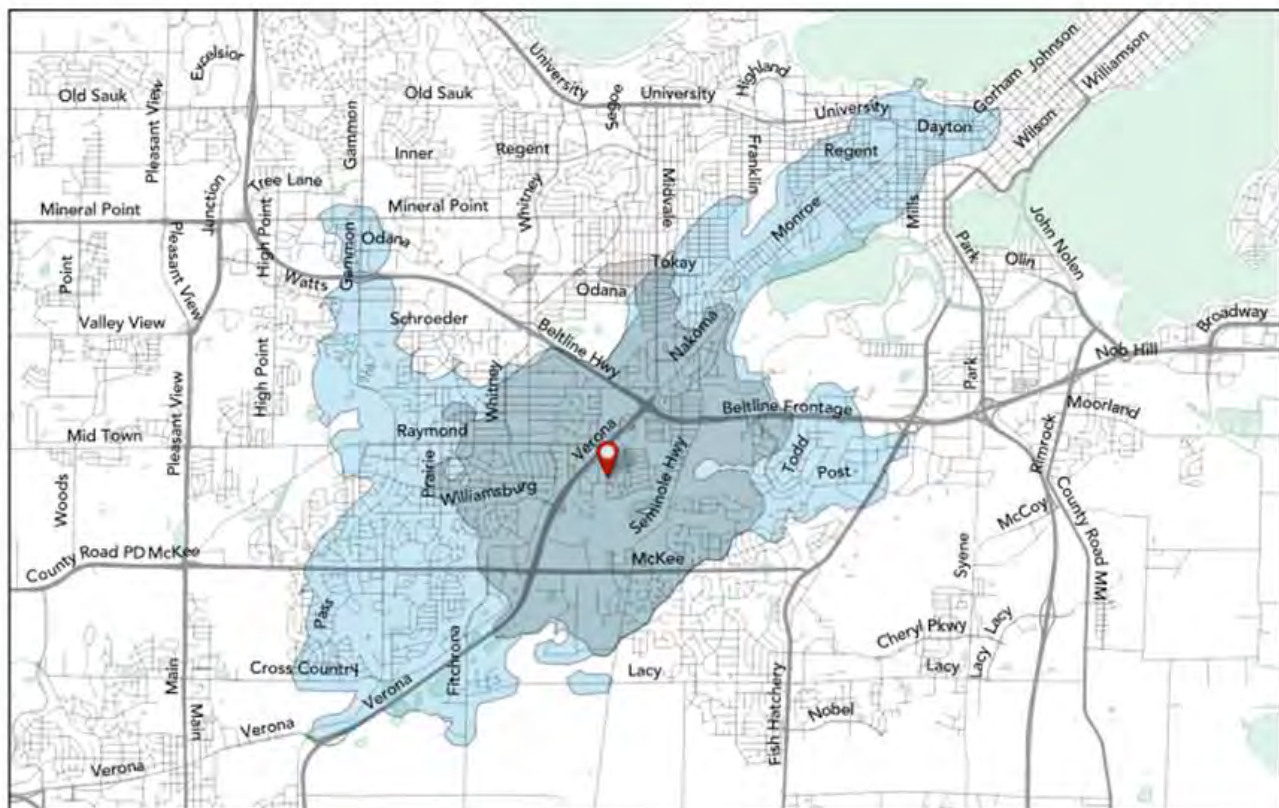 Excelsior
Old Sauk
Pleasant View
Gammon
Old Sauk
University
Segoe
University
Highland
University
Gorham
Johnson
Williamson
Wilson
Dayton
Inner
Regent
Regent
Franklin
Tree Lane
Junction
Mineral Point
Mineral Point
Whitney
Midvale
Monroe
Mills
Point
Pleasant View
High Point
Odana
Gammon
Watts
Tokay
Odana
Park
Olin
John Nolen
Valley View
Schroeder
Beltline Hwy
Nakoma
Broadway
Nob Hill
High Point
Whitney
Park
Beltline Frontage
Moorland
Mid Town
Pleasant View
Raymond
Verona
Todd
Post
Rimrock
Prairie
Williamsburg
Seminole Hwy
Woods
McCoy
County Road MM
County Road PD
McKee
McKee
Syene
Pass
Cheryl Pkwy
Lacy
Cross Country
Fitchrona
Lacy
Lacy
Lacy
Main
Verona
Main
Verona
Fish Hatchery
Nobel
Verona